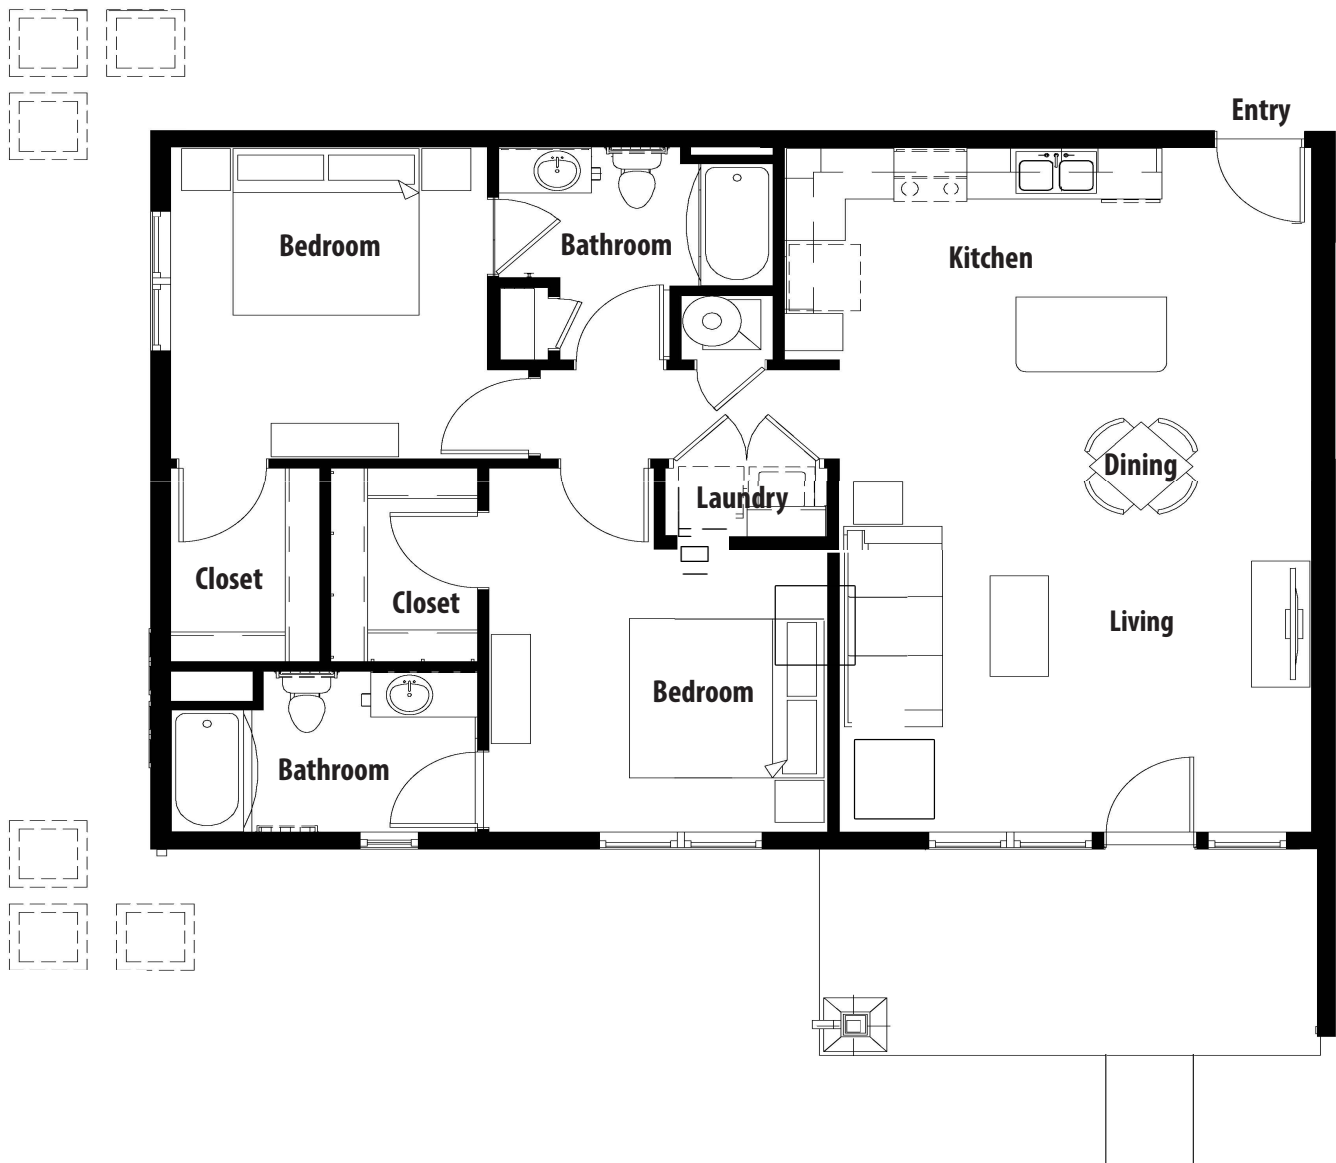 Entry
Bedroom
Bathroom
Kitchen
Dining
Laundry
Closet
Closet
Living
Bedroom
Bathroom